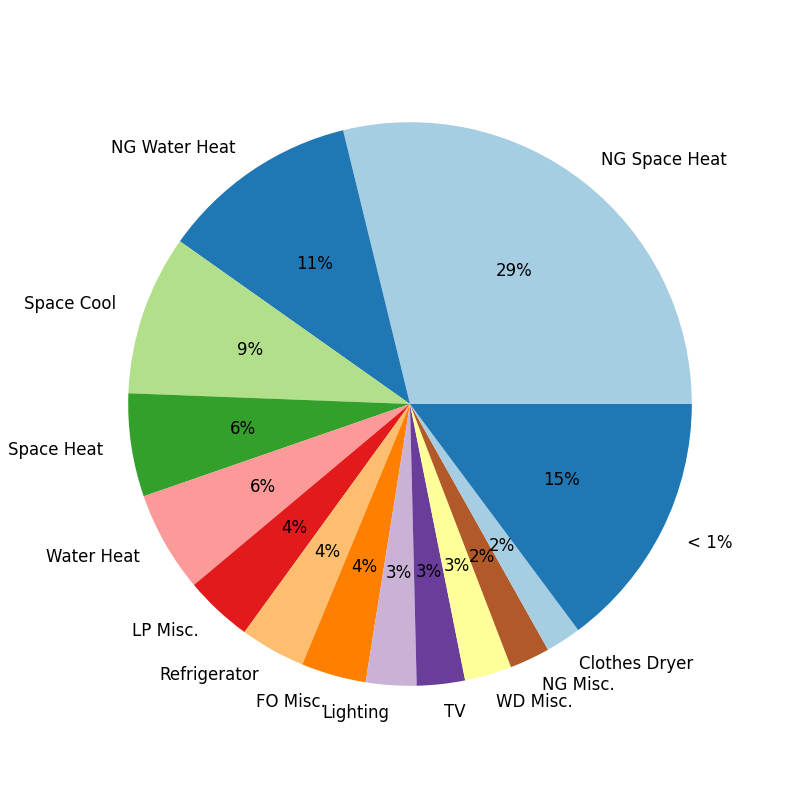 NG Water Heat
NG Space Heat
11%
29%
Space Cool
9%
Space Heat
6%
Water Heat
6%
15%
4%
4%
4%
3%
3%
3%
2%
2%
< 1%
LP Misc.
Refrigerator
FO Misc.
Lighting
TV
WD Misc.
NG Misc.
Clothes Dryer